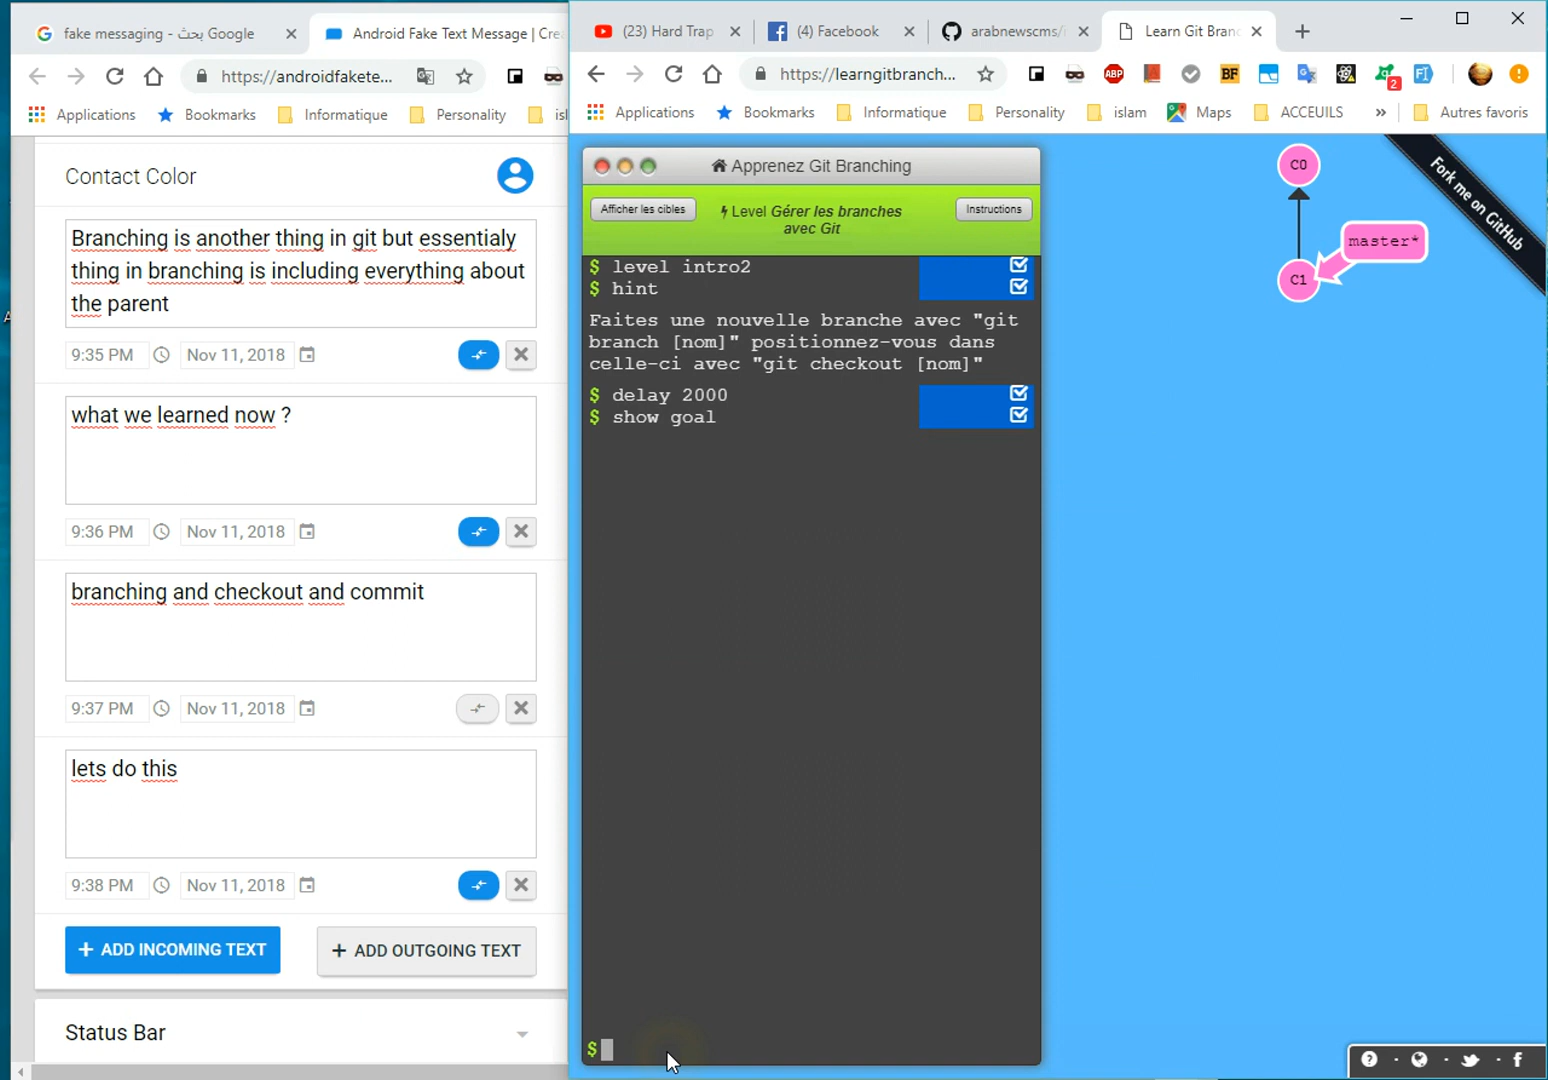 fake messaging - بحث Google
Android Fake Text Message | Cre
https://androidfakete...
Applications
Bookmarks
Informatique
Personality
isl
Contact Color
Branching is another thing in git but essentialy
thing in branching is including everything about
the parent
9:35 PM
Nov 11, 2018
what we learned now ?
9:36 PM
Nov 11, 2018
branching and checkout and commit
9:37 PM
Nov 11, 2018
lets do this
9:38 PM
Nov 11, 2018
+ ADD INCOMING TEXT
+ ADD OUTGOING TEXT
Status Bar
(23) Hard Trap
(4) Facebook
arabnewscms/
Learn Git Branc
https://learngitbranch...
ABP
BF
2
Applications
Bookmarks
Informatique
Personality
islam
Maps
ACCEUILS
»
Autres favoris
Apprenez Git Branching
Afficher les cibles
Level Gérer les branches
avec Git
Instructions
$ level intro2
$ hint
Faites une nouvelle branche avec "git
branch [nom]" positionnez-vous dans
celle-ci avec "git checkout [nom]"
$ delay 2000
$ show goal
$
C0
master*
C1
Fork me on GitHub